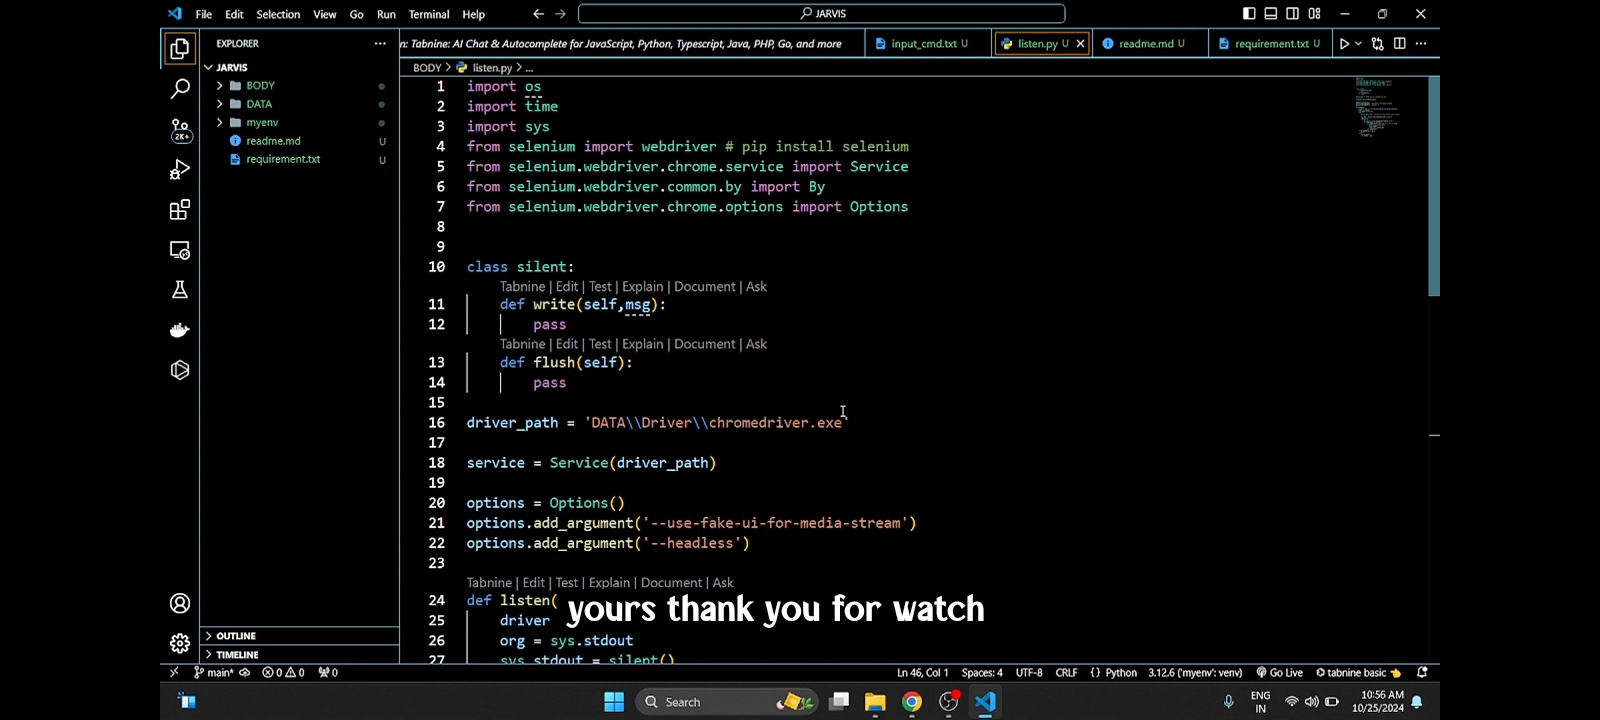 File Edit Selection View Go Run Terminal Help
JARVIS
EXPLORER
n: Tabnine: AI Chat & Autocomplete for JavaScript, Python, Typescript, Java, PHP, Go, and more
input_cmd.txt U
listen.py U
readme.md U
requirement.txt U
JARVIS
BODY
DATA
myenv
readme.md U
requirement.txt U
2K+
BODY > listen.py > ...
1 import os
2 import time
3 import sys
4 from selenium import webdriver # pip install selenium
5 from selenium.webdriver.chrome.service import Service
6 from selenium.webdriver.common.by import By
7 from selenium.webdriver.chrome.options import Options
8
9
10 class silent:
Tabnine | Edit | Test | Explain | Document | Ask
11 def write(self,msg):
12 pass
Tabnine | Edit | Test | Explain | Document | Ask
13 def flush(self):
14 pass
15
16 driver_path = 'DATA\\Driver\\chromedriver.exe'
17
18 service = Service(driver_path)
19
20 options = Options()
21 options.add_argument('--use-fake-ui-for-media-stream')
22 options.add_argument('--headless')
23
Tabnine | Edit | Test | Explain | Document | Ask
24 def listen(
25 driver
26 org = sys.stdout
27 sys.stdout = silent()
yours thank you for watch
OUTLINE
TIMELINE
main* 0 0 0
Ln 46, Col 1 Spaces: 4 UTF-8 CRLF {} Python 3.12.6 ('myenv': venv) Go Live tabnine basic
Search
ENG
IN
10:56 AM
10/25/2024